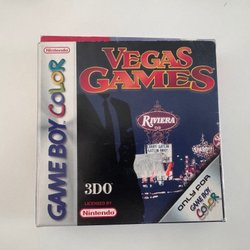 Nintendo
GAME BOY COLOR
VEGAS
GAMES
RIVIERA
3DO
LICENSED BY
Nintendo
ONLY FOR
GAME BOY
COLOR